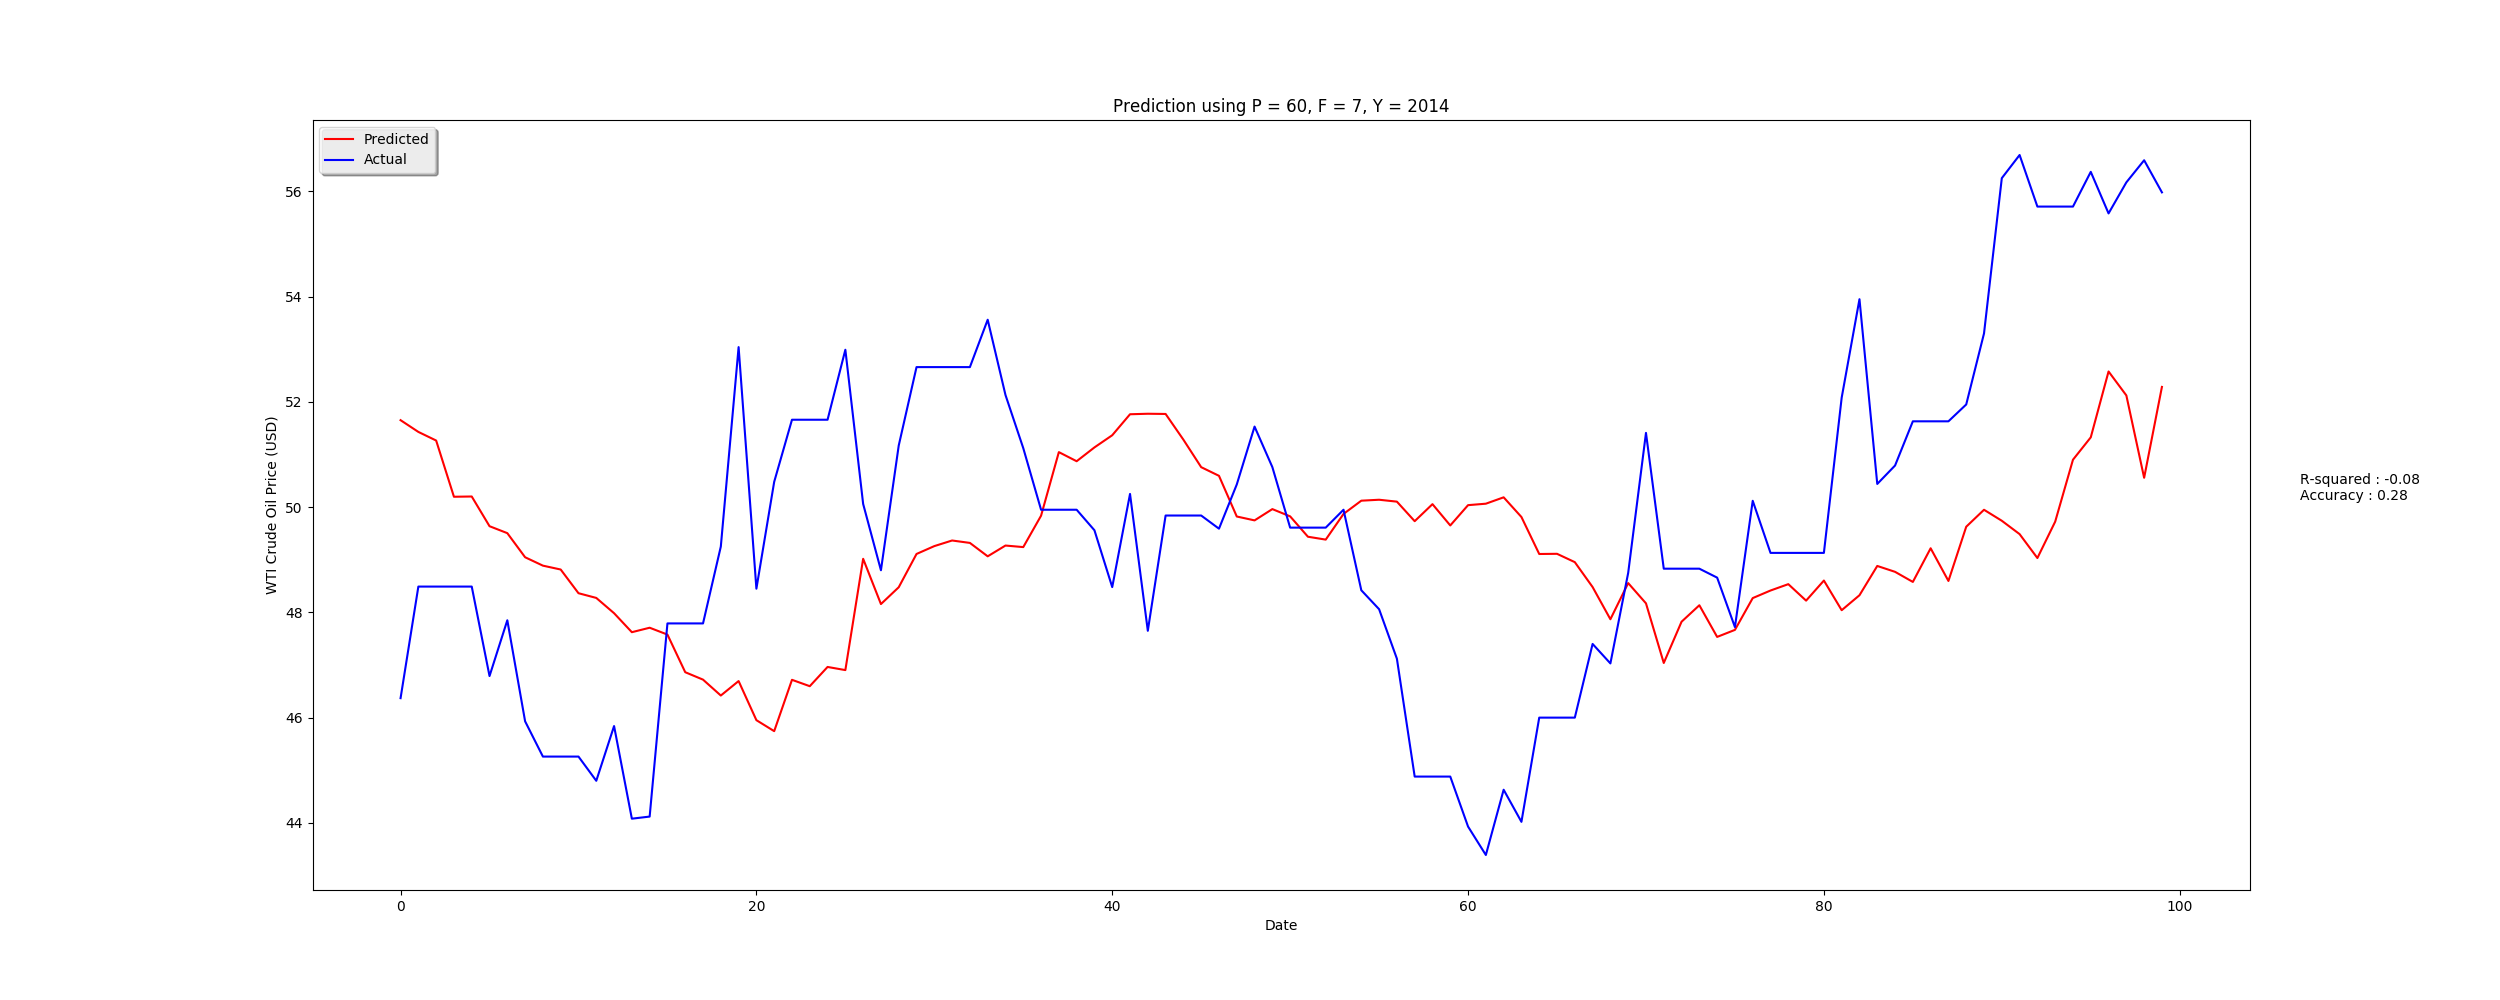 Prediction using P = 60, F = 7, Y = 2014
Predicted
Actual
56
54
52
50
48
46
44
WTI Crude Oil Price (USD)
0 20 40 60 80 100
Date
R-squared : -0.08
Accuracy : 0.28